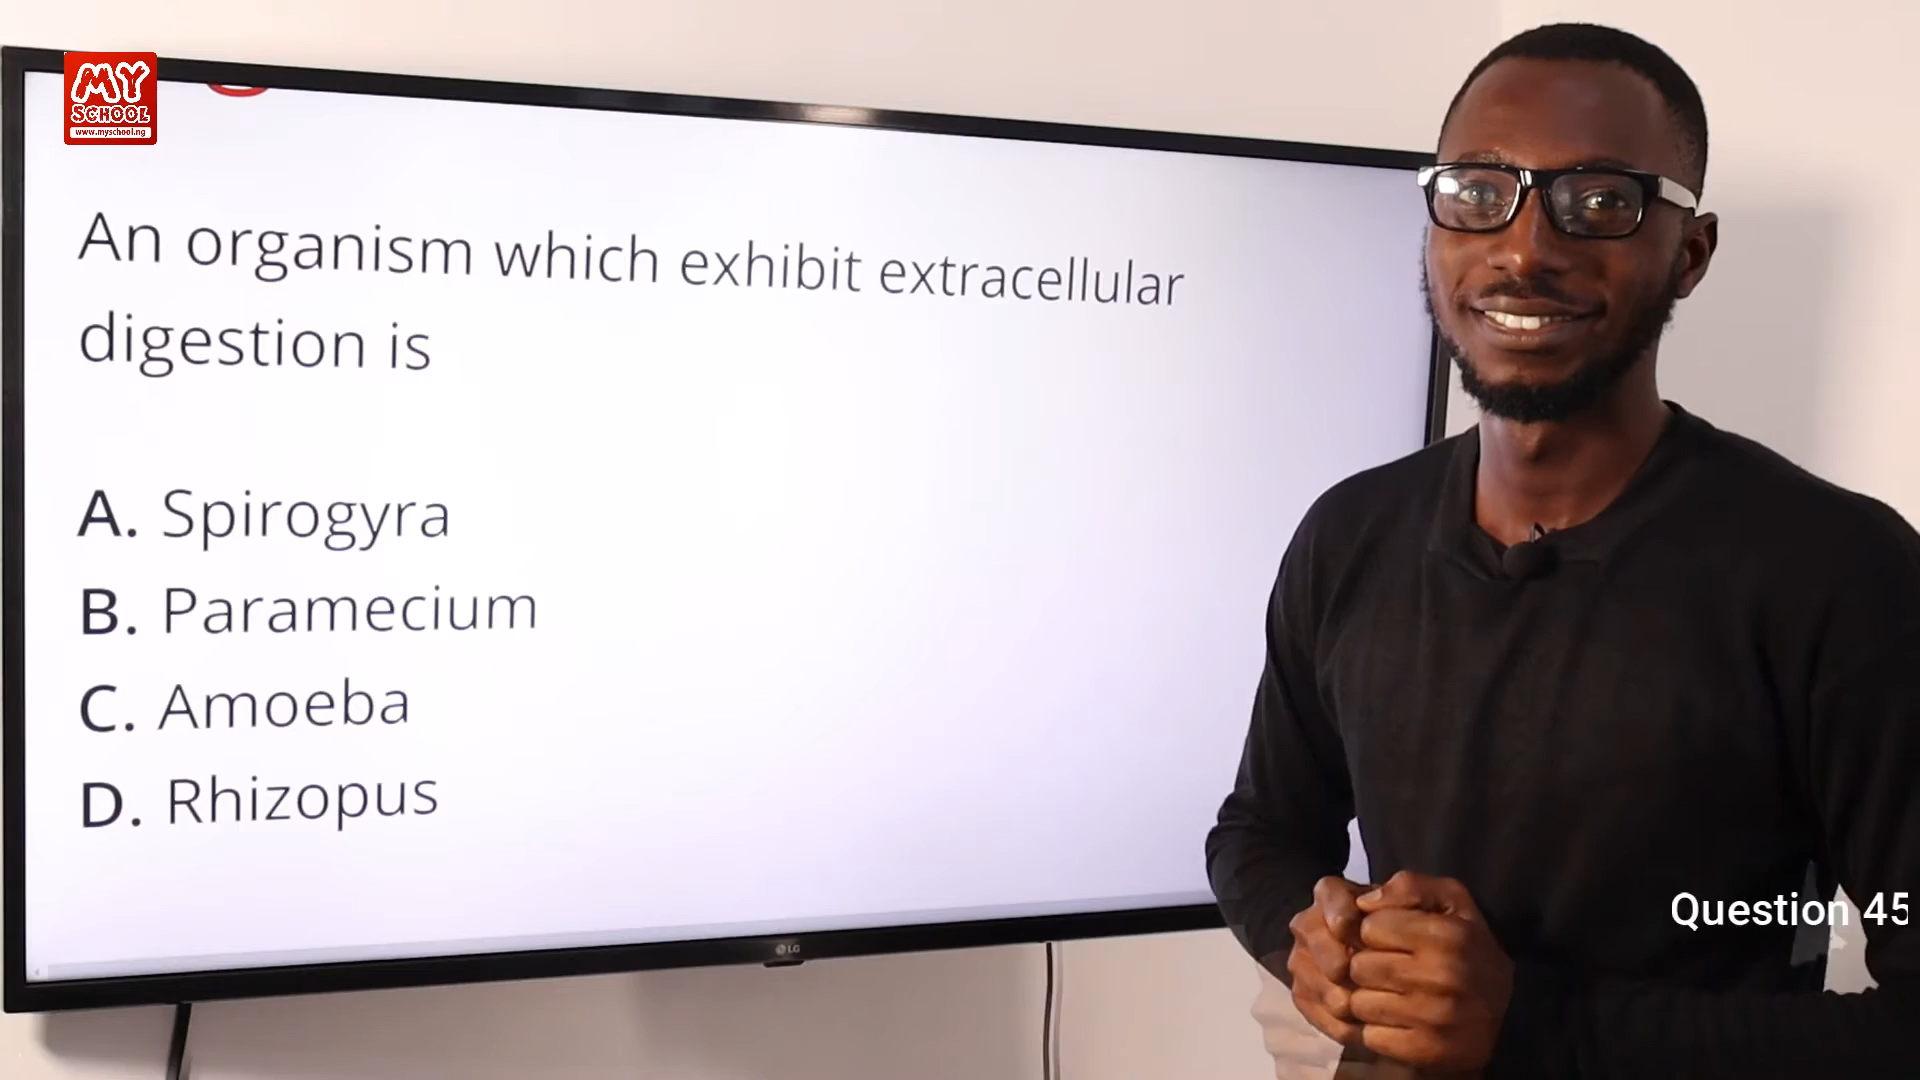 MY
SCHOOL
www.myschool.ng
An organism which exhibit extracellular
digestion is
A. Spirogyra
B. Paramecium
C. Amoeba
D. Rhizopus
LG
Question 45